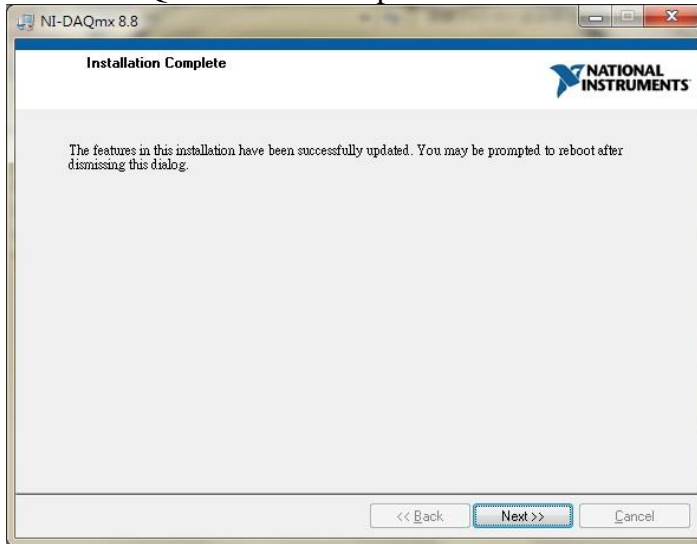 NI-DAQmx 8.8
Installation Complete
NATIONAL
INSTRUMENTS
The features in this installation have been successfully updated. You may be prompted to reboot after
dismissing this dialog.
<< Back Next >> Cancel